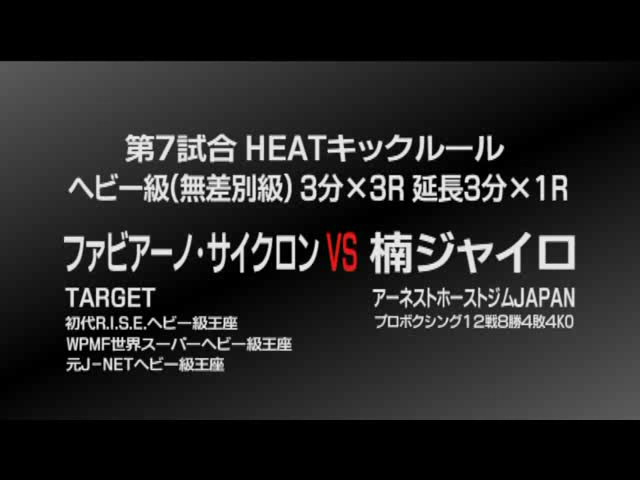 第7試合 HEATキックルール
ヘビー級(無差別級) 3分×3R 延長3分×1R
ファビアーノ・サイクロン VS 楠ジャイロ
TARGET
アーネストホーストジムJAPAN
初代R.I.S.E.ヘビー級王座
プロボクシング12戦8勝4敗4KO
WPMF世界スーパーヘビー級王座
元J-NETヘビー級王座